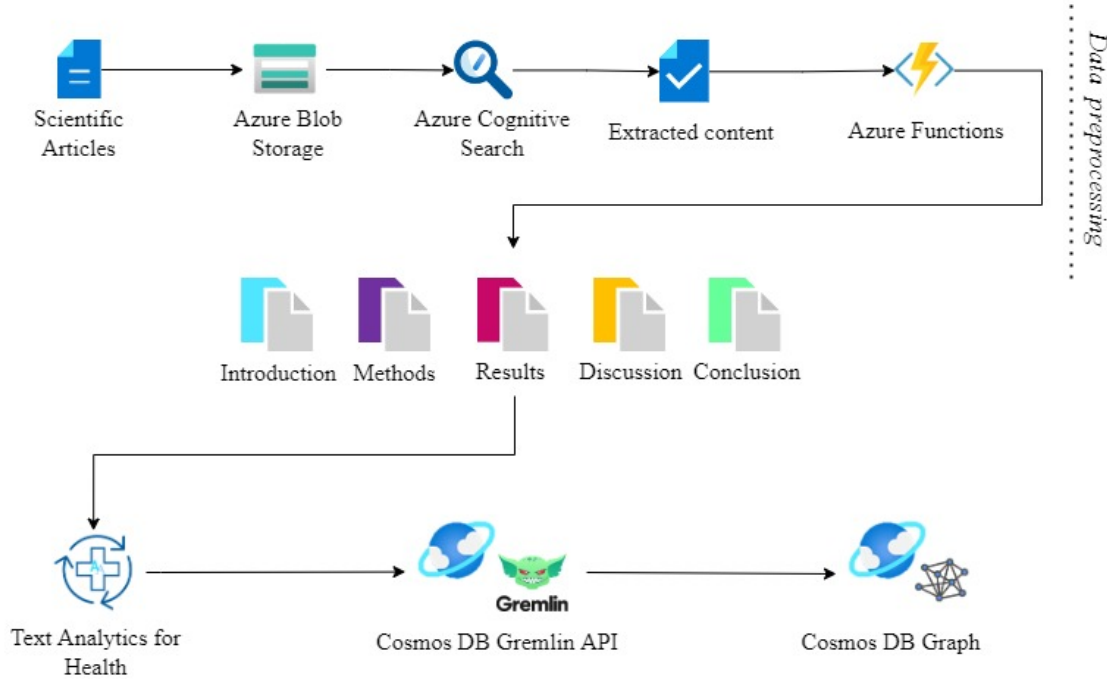 Scientific
Articles
Azure Blob
Storage
Azure Cognitive
Search
Extracted content
Azure Functions
Data preprocessing
Introduction
Methods
Results
Discussion
Conclusion
A
Gremlin
Text Analytics for
Health
Cosmos DB Gremlin API
Cosmos DB Graph